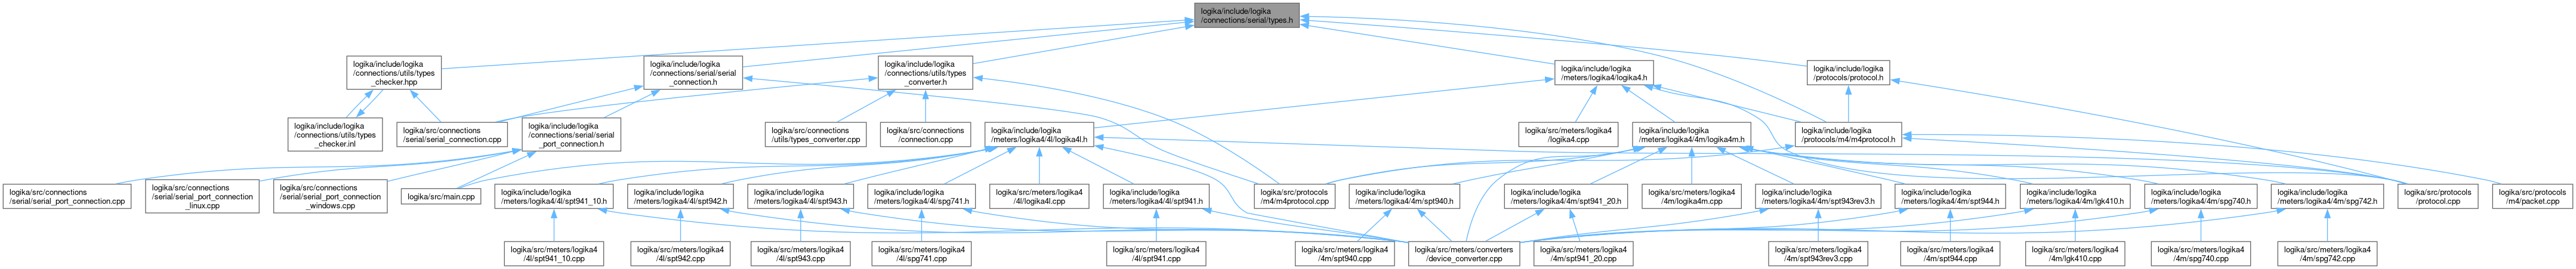 logika/include/logika
/connections/serial/types.h
logika/include/logika
/connections/utils/types
_checker.hpp
logika/include/logika
/connections/serial/serial
_connection.h
logika/include/logika
/connections/utils/types
_converter.h
logika/include/logika
/meters/logika4/logika4.h
logika/include/logika
/protocols/protocol.h
logika/include/logika
/connections/utils/types
_checker.inl
logika/src/connections
/serial/serial_connection.cpp
logika/include/logika
/connections/serial/serial
_port_connection.h
logika/src/connections
/utils/types_converter.cpp
logika/src/connections
/connection.cpp
logika/include/logika
/meters/logika4/4l/logika4l.h
logika/src/meters/logika4
/logika4.cpp
logika/include/logika
/meters/logika4/4m/logika4m.h
logika/include/logika
/protocols/m4/m4protocol.h
logika/src/connections
/serial/serial_port_connection.cpp
logika/src/connections
/serial/serial_port_connection
_linux.cpp
logika/src/connections
/serial/serial_port_connection
_windows.cpp
logika/src/main.cpp
logika/include/logika
/meters/logika4/4l/spt941_10.h
logika/include/logika
/meters/logika4/4l/spt942.h
logika/include/logika
/meters/logika4/4l/spt943.h
logika/include/logika
/meters/logika4/4l/spg741.h
logika/src/meters/logika4
/4l/logika4l.cpp
logika/include/logika
/meters/logika4/4l/spt941.h
logika/src/protocols
/m4/m4protocol.cpp
logika/include/logika
/meters/logika4/4m/spt940.h
logika/include/logika
/meters/logika4/4m/spt941_20.h
logika/src/meters/logika4
/4m/logika4m.cpp
logika/include/logika
/meters/logika4/4m/spt943rev3.h
logika/include/logika
/meters/logika4/4m/spt944.h
logika/include/logika
/meters/logika4/4m/lgk410.h
logika/include/logika
/meters/logika4/4m/spg740.h
logika/include/logika
/meters/logika4/4m/spg742.h
logika/src/protocols
/protocol.cpp
logika/src/protocols
/m4/packet.cpp
logika/src/meters/logika4
/4l/spt941_10.cpp
logika/src/meters/logika4
/4l/spt942.cpp
logika/src/meters/logika4
/4l/spt943.cpp
logika/src/meters/logika4
/4l/spg741.cpp
logika/src/meters/logika4
/4l/spt941.cpp
logika/src/meters/logika4
/4m/spt940.cpp
logika/src/meters/converters
/device_converter.cpp
logika/src/meters/logika4
/4m/spt941_20.cpp
logika/src/meters/logika4
/4m/spt943rev3.cpp
logika/src/meters/logika4
/4m/spt944.cpp
logika/src/meters/logika4
/4m/lgk410.cpp
logika/src/meters/logika4
/4m/spg740.cpp
logika/src/meters/logika4
/4m/spg742.cpp